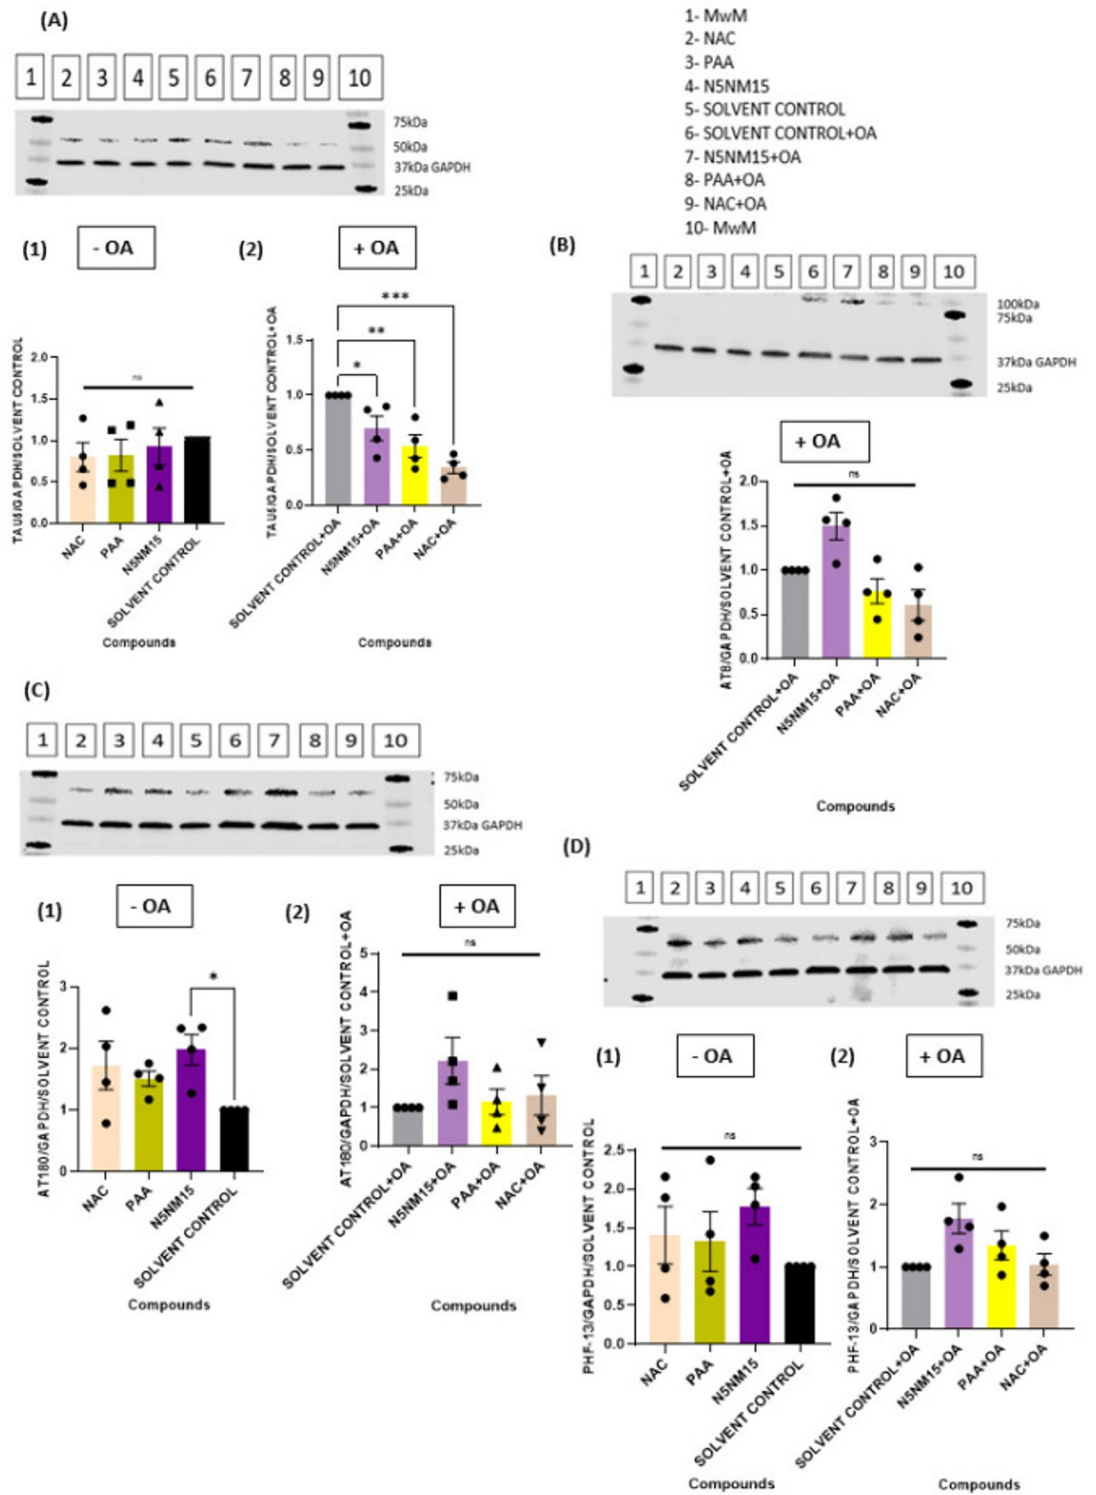 (A)
1 2 3 4 5 6 7 8 9 10
75kDa
50kDa
37kDa GAPDH
25kDa
1- MwM
2- NAC
3- PAA
4- N5NM15
5- SOLVENT CONTROL
6- SOLVENT CONTROL+OA
7- N5NM15+OA
8- PAA+OA
9- NAC+OA
10- MwM
(1)
- OA
TAU5/GAPDH/SOLVENT CONTROL
2.0
1.5
1.0
0.5
0.0
ns
NAC
PAA
N5NM15
SOLVENT CONTROL
Compounds
(2)
+ OA
TAU5/GAPDH/SOLVENT CONTROL+OA
1.5
1.0
0.5
0.0
***
**
*
SOLVENT CONTROL+OA
N5NM15+OA
PAA+OA
NAC+OA
Compounds
(B)
1 2 3 4 5 6 7 8 9 10
100kDa
75kDa
37kDa GAPDH
25kDa
+ OA
AT8/GAPDH/SOLVENT CONTROL+OA
2.0
1.5
1.0
0.5
0.0
ns
SOLVENT CONTROL+OA
N5NM15+OA
PAA+OA
NAC+OA
Compounds
(C)
1 2 3 4 5 6 7 8 9 10
75kDa
50kDa
37kDa GAPDH
25kDa
(1)
- OA
AT180/GAPDH/SOLVENT CONTROL
3
2
1
0
*
NAC
PAA
N5NM15
SOLVENT CONTROL
Compounds
(2)
+ OA
AT180/GAPDH/SOLVENT CONTROL+OA
5
4
3
2
1
0
ns
SOLVENT CONTROL+OA
N5NM15+OA
PAA+OA
NAC+OA
Compounds
(D)
1 2 3 4 5 6 7 8 9 10
75kDa
50kDa
37kDa GAPDH
25kDa
(1)
- OA
PHF-13/GAPDH/SOLVENT CONTROL
2.5
2.0
1.5
1.0
0.5
0.0
ns
NAC
PAA
N5NM15
SOLVENT CONTROL
Compounds
(2)
+ OA
PHF-13/GAPDH/SOLVENT CONTROL+OA
3
2
1
0
ns
SOLVENT CONTROL+OA
N5NM15+OA
PAA+OA
NAC+OA
Compounds